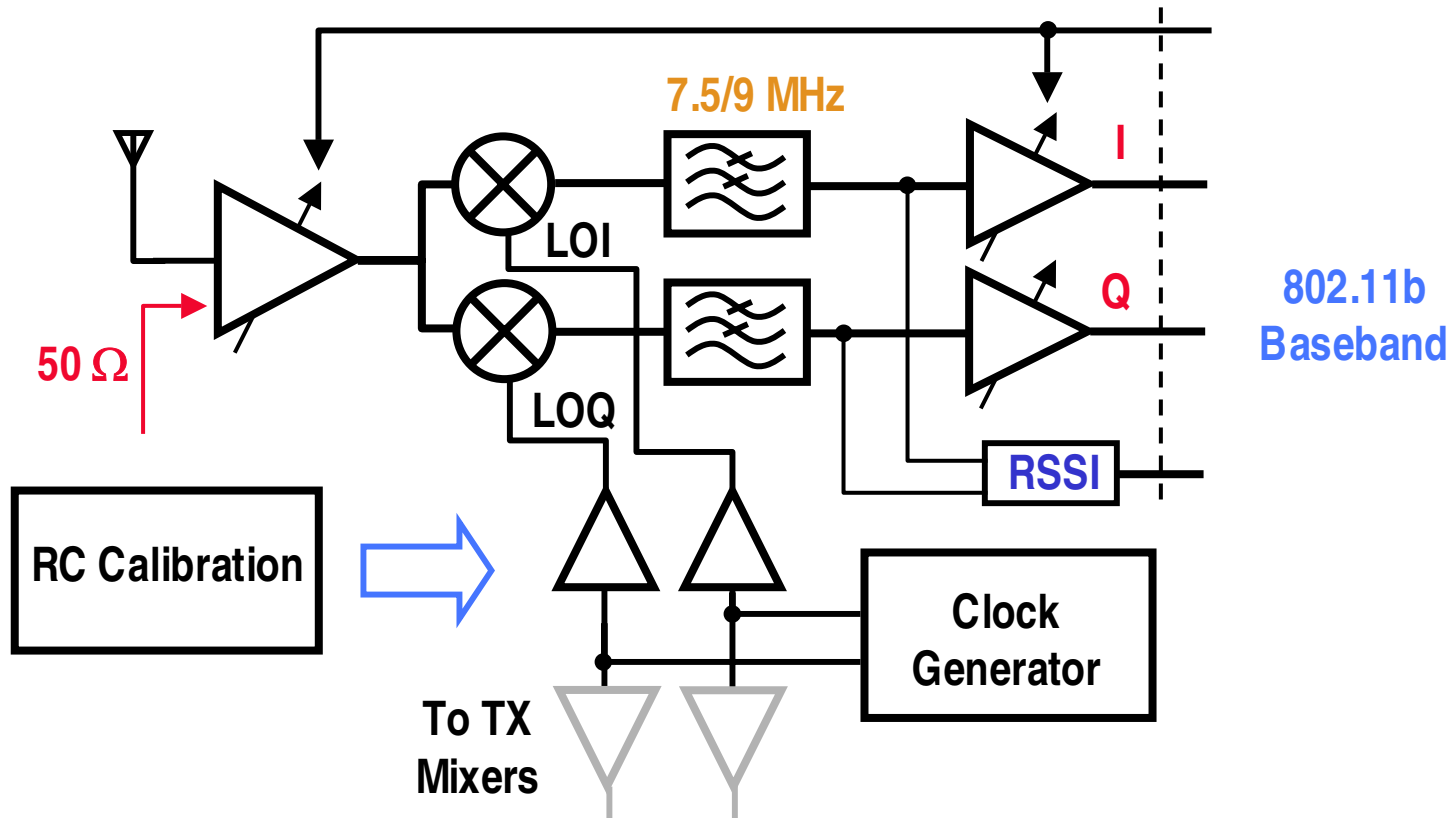 7.5/9 MHz
I
LOI
Q
802.11b
Baseband
50 Ω
LOQ
RSSI
RC Calibration
Clock
Generator
To TX
Mixers